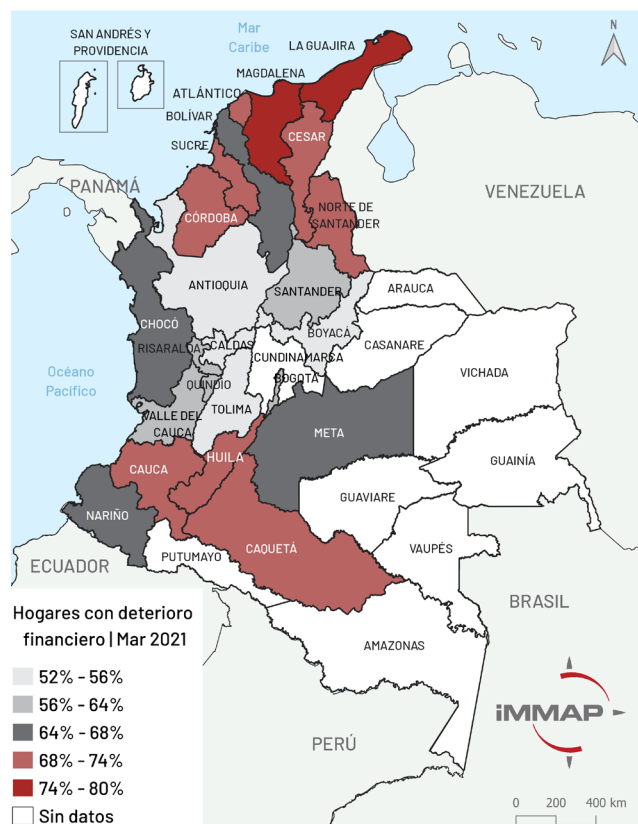 SAN ANDRÉS Y
PROVIDENCIA
Mar
Caribe
N
LA GUAJIRA
MAGDALENA
ATLÁNTICO
BOLÍVAR
CESAR
SUCRE
PANAMÁ
VENEZUELA
CÓRDOBA
NORTE DE
SANTANDER
ANTIOQUIA
SANTANDER
ARAUCA
CHOCÓ
BOYACÁ
RISARALDA
CALDAS
CASANARE
CUNDINAMARCA
Océano
Pacífico
QUINDÍO
BOGOTÁ
VICHADA
TOLIMA
VALLE DEL
CAUCA
META
HUILA
GUAINÍA
CAUCA
GUAVIARE
NARIÑO
CAQUETÁ
VAUPÉS
PUTUMAYO
ECUADOR
BRASIL
AMAZONAS
PERÚ
Hogares con deterioro
financiero | Mar 2021
52% - 56%
56% - 64%
64% - 68%
68% - 74%
74% - 80%
Sin datos
iMMAP
0 200 400 km